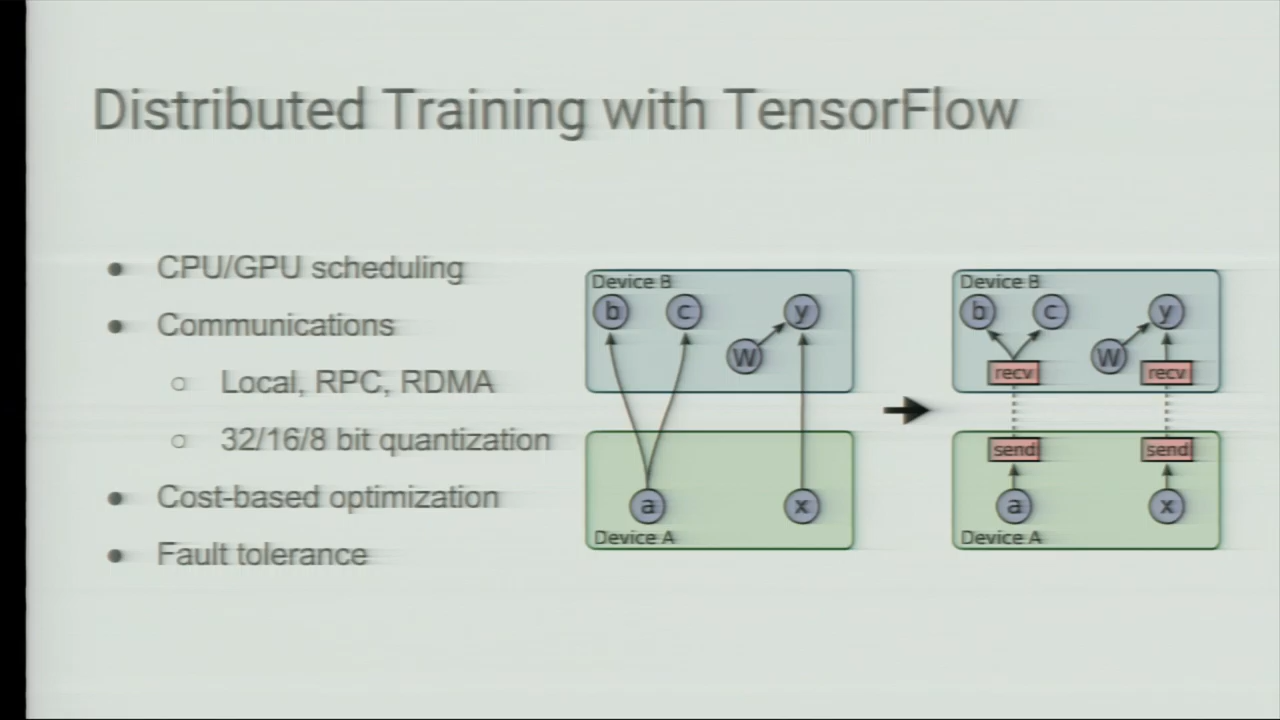 Distributed Training with TensorFlow
● CPU/GPU scheduling
● Communications
○ Local, RPC, RDMA
○ 32/16/8 bit quantization
● Cost-based optimization
● Fault tolerance
Device B
b c y
W
a x
Device A
Device B
b c y
W
recv recv
send send
a x
Device A